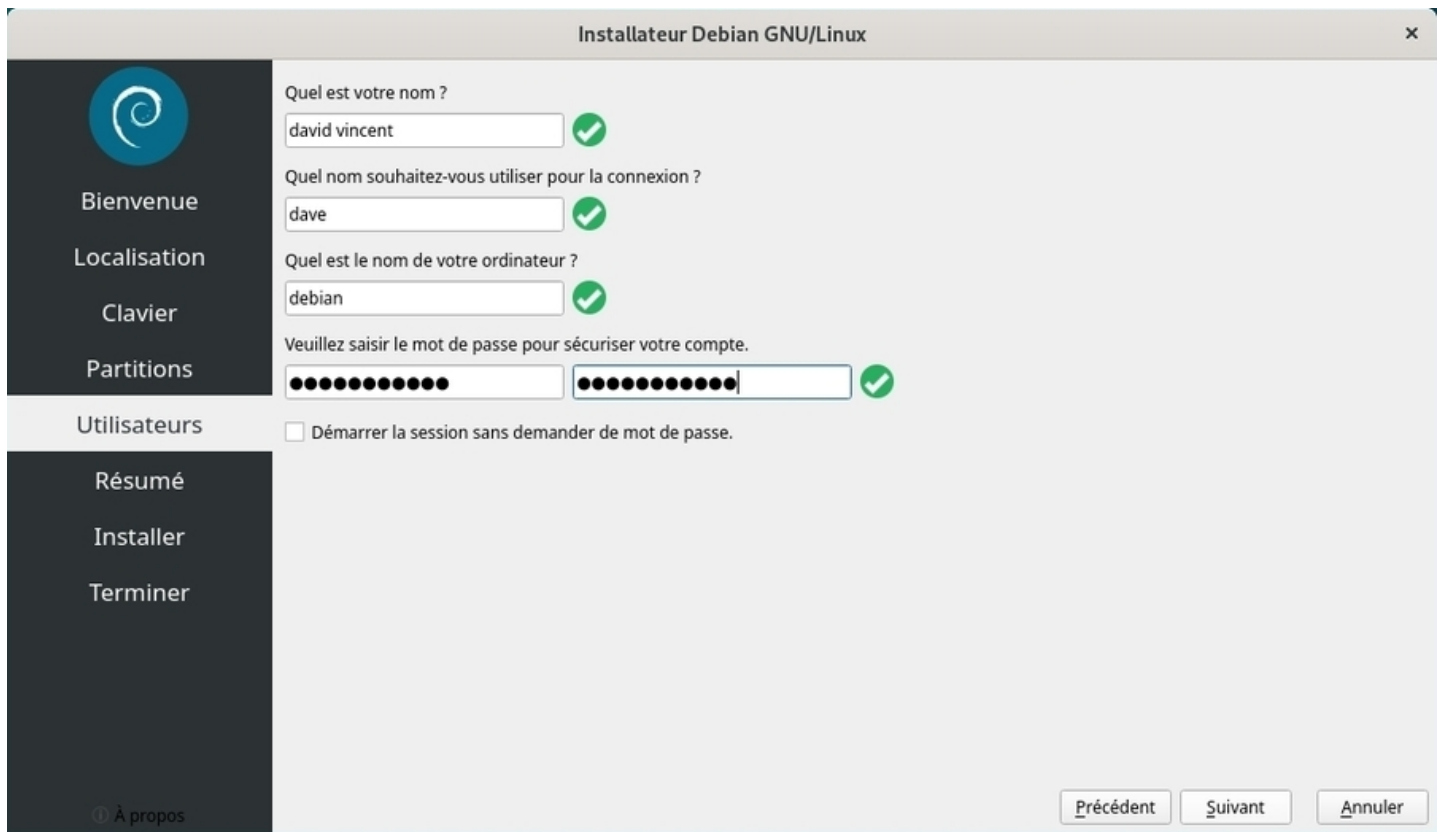 Installateur Debian GNU/Linux
Bienvenue
Localisation
Clavier
Partitions
Utilisateurs
Résumé
Installer
Terminer
À propos
Quel est votre nom ?
david vincent
Quel nom souhaitez-vous utiliser pour la connexion ?
dave
Quel est le nom de votre ordinateur ?
debian
Veuillez saisir le mot de passe pour sécuriser votre compte.
●●●●●●●●●●● ●●●●●●●●●●●
Démarrer la session sans demander de mot de passe.
Précédent Suivant Annuler